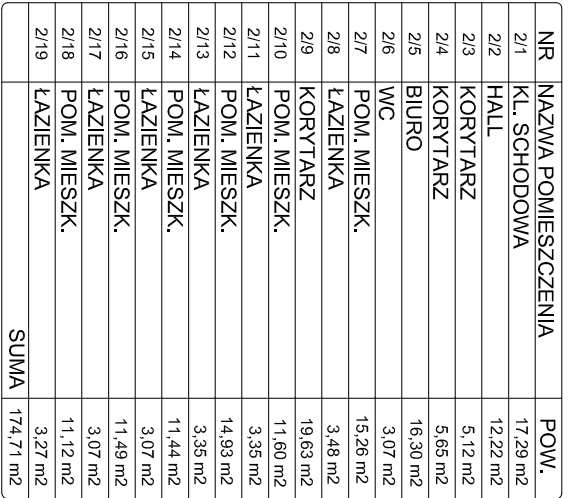 NR NAZWA POMIESZCZENIA POW.
2/1 KL. SCHODOWA 17,29 m2
2/2 HALL 12,22 m2
2/3 KORYTARZ 5,12 m2
2/4 KORYTARZ 5,65 m2
2/5 BIURO 16,30 m2
2/6 WC 3,07 m2
2/7 POM. MIESZK. 15,26 m2
2/8 ŁAZIENKA 3,48 m2
2/9 KORYTARZ 19,63 m2
2/10 POM. MIESZK. 11,60 m2
2/11 ŁAZIENKA 3,35 m2
2/12 POM. MIESZK. 14,93 m2
2/13 ŁAZIENKA 3,35 m2
2/14 POM. MIESZK. 11,44 m2
2/15 ŁAZIENKA 3,07 m2
2/16 POM. MIESZK. 11,49 m2
2/17 ŁAZIENKA 3,07 m2
2/18 POM. MIESZK. 11,12 m2
2/19 ŁAZIENKA 3,27 m2
SUMA 174,71 m2